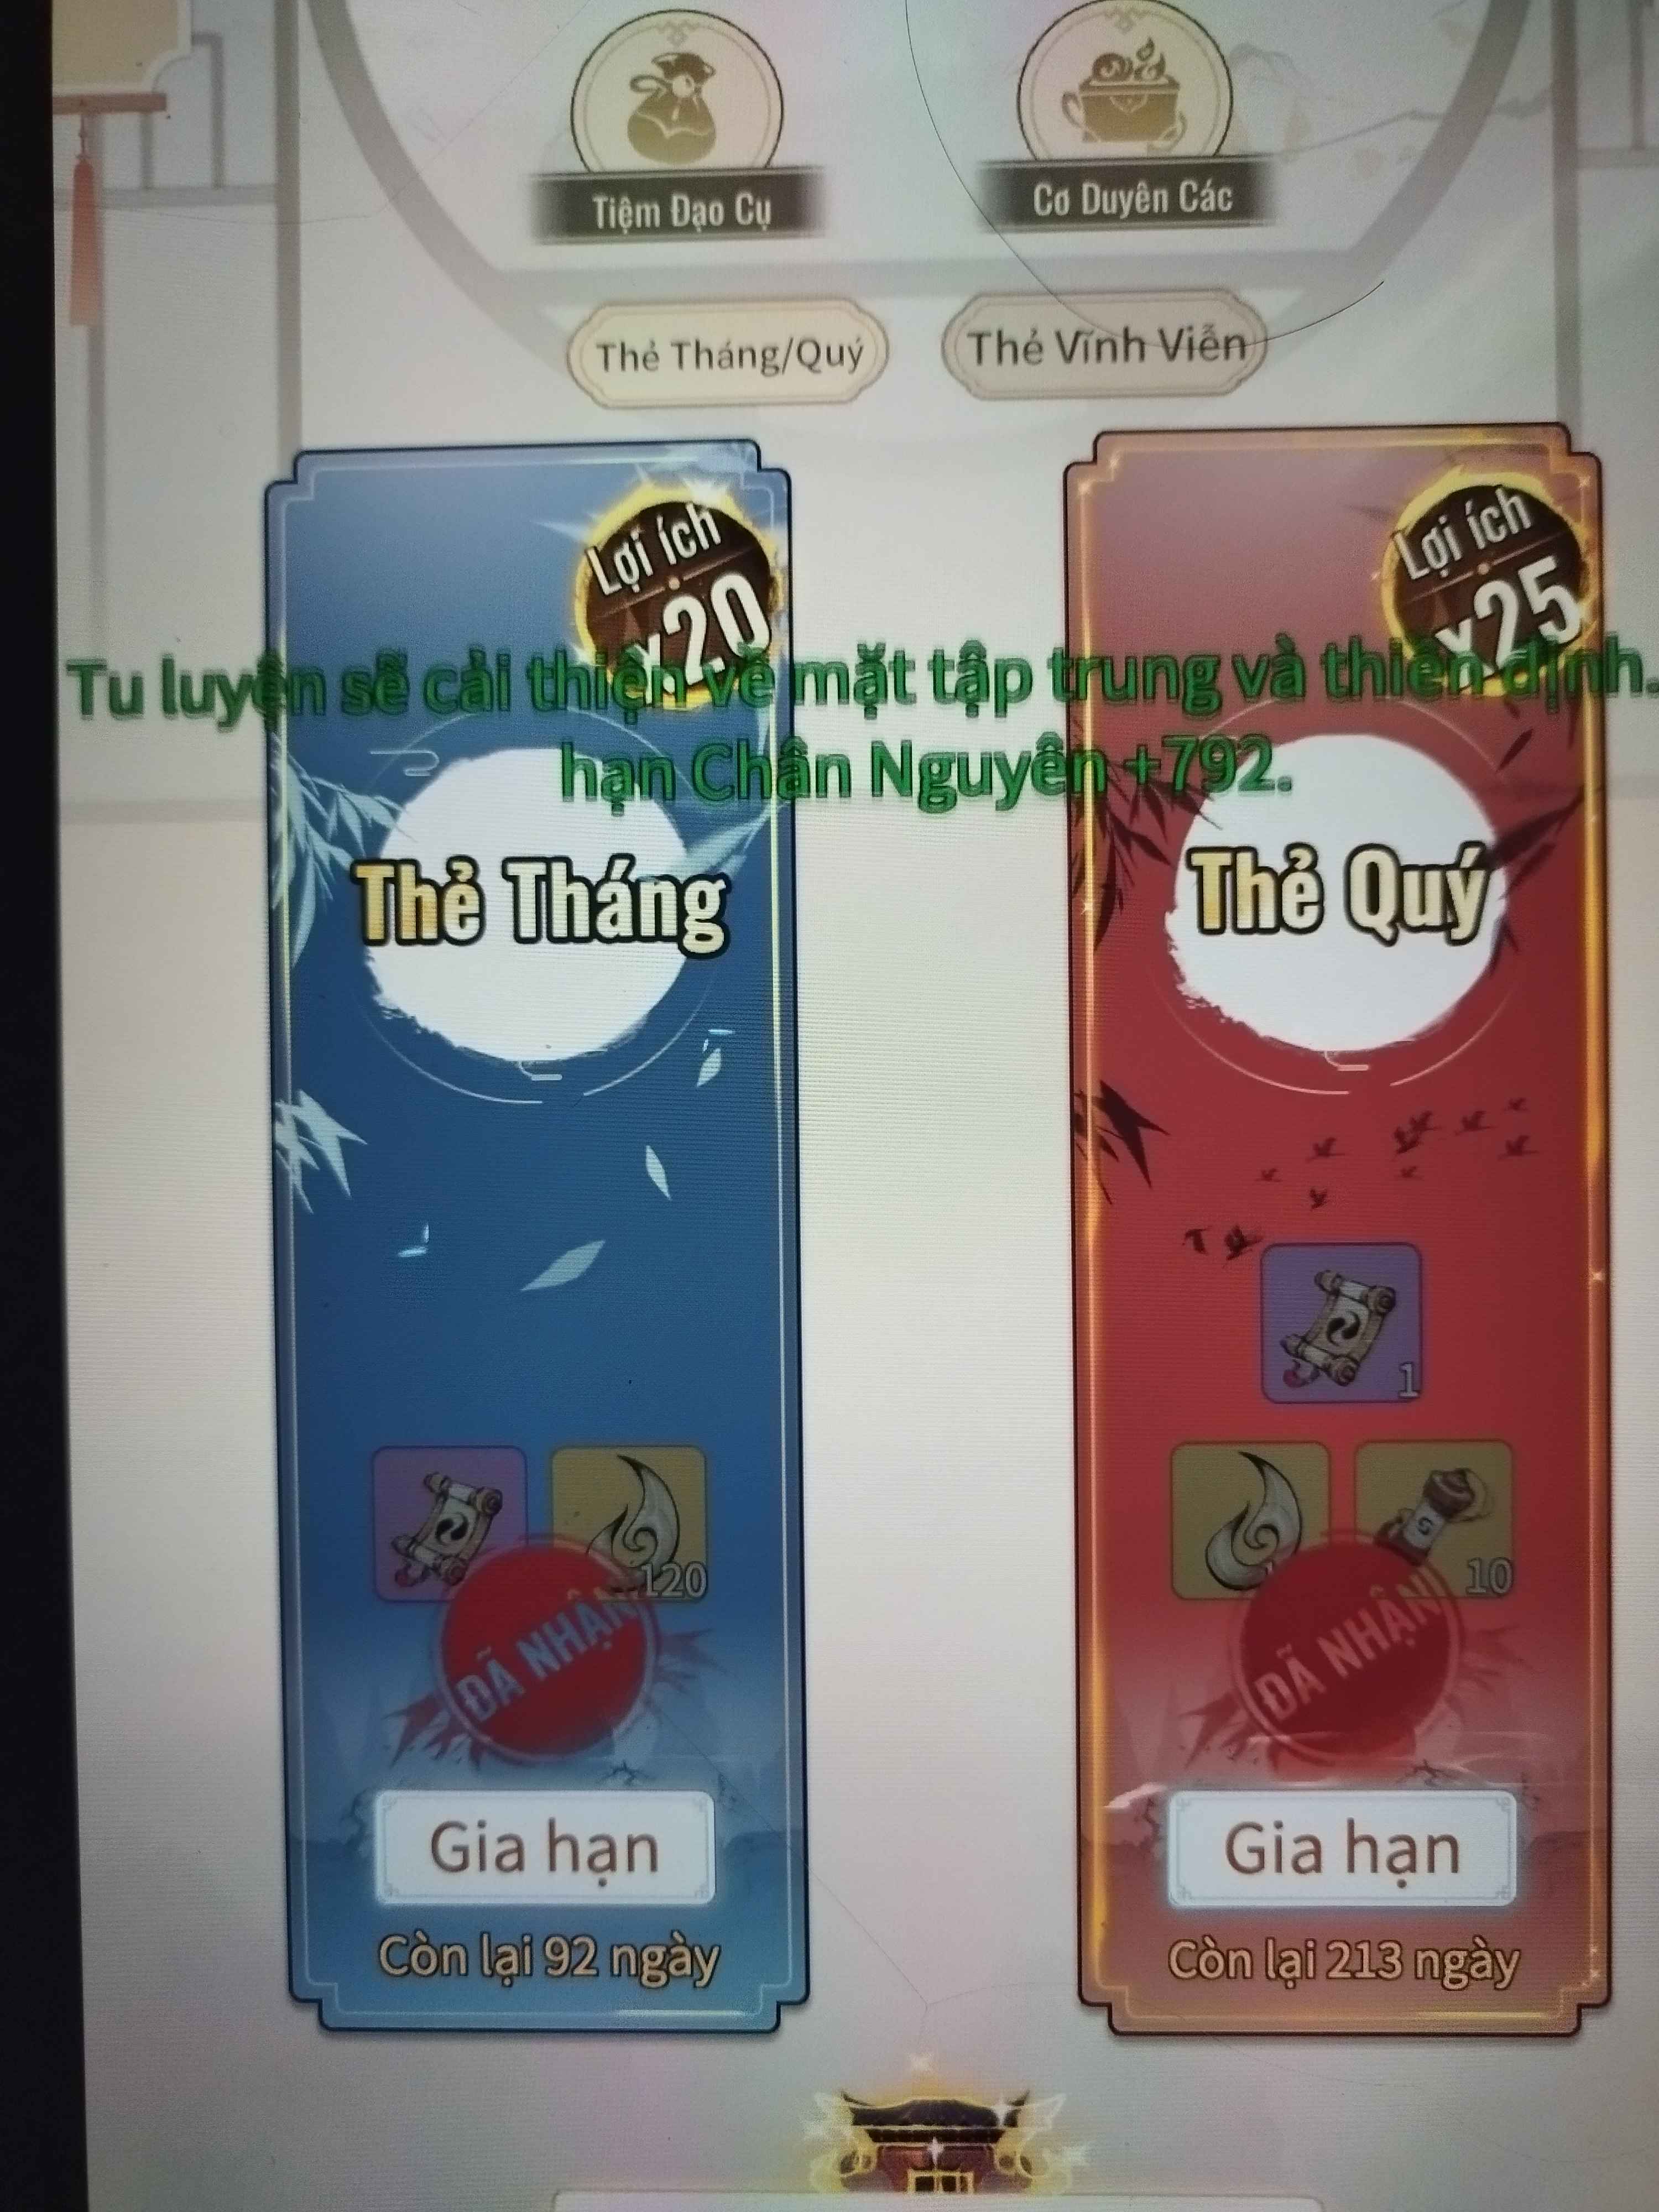 Tiệm Đạo Cụ
Cơ Duyên Các
Thẻ Tháng/Quý
Thẻ Vĩnh Viễn
Lợi ích
x20
Lợi ích
x25
Tu luyện sẽ cải thiện về mặt tập trung và thiền định.
hạn Chân Nguyên +792.
Thẻ Tháng
Thẻ Quý
1
120
10
ĐÃ NHẬN
ĐÃ NHẬN
Gia hạn
Gia hạn
Còn lại 92 ngày
Còn lại 213 ngày